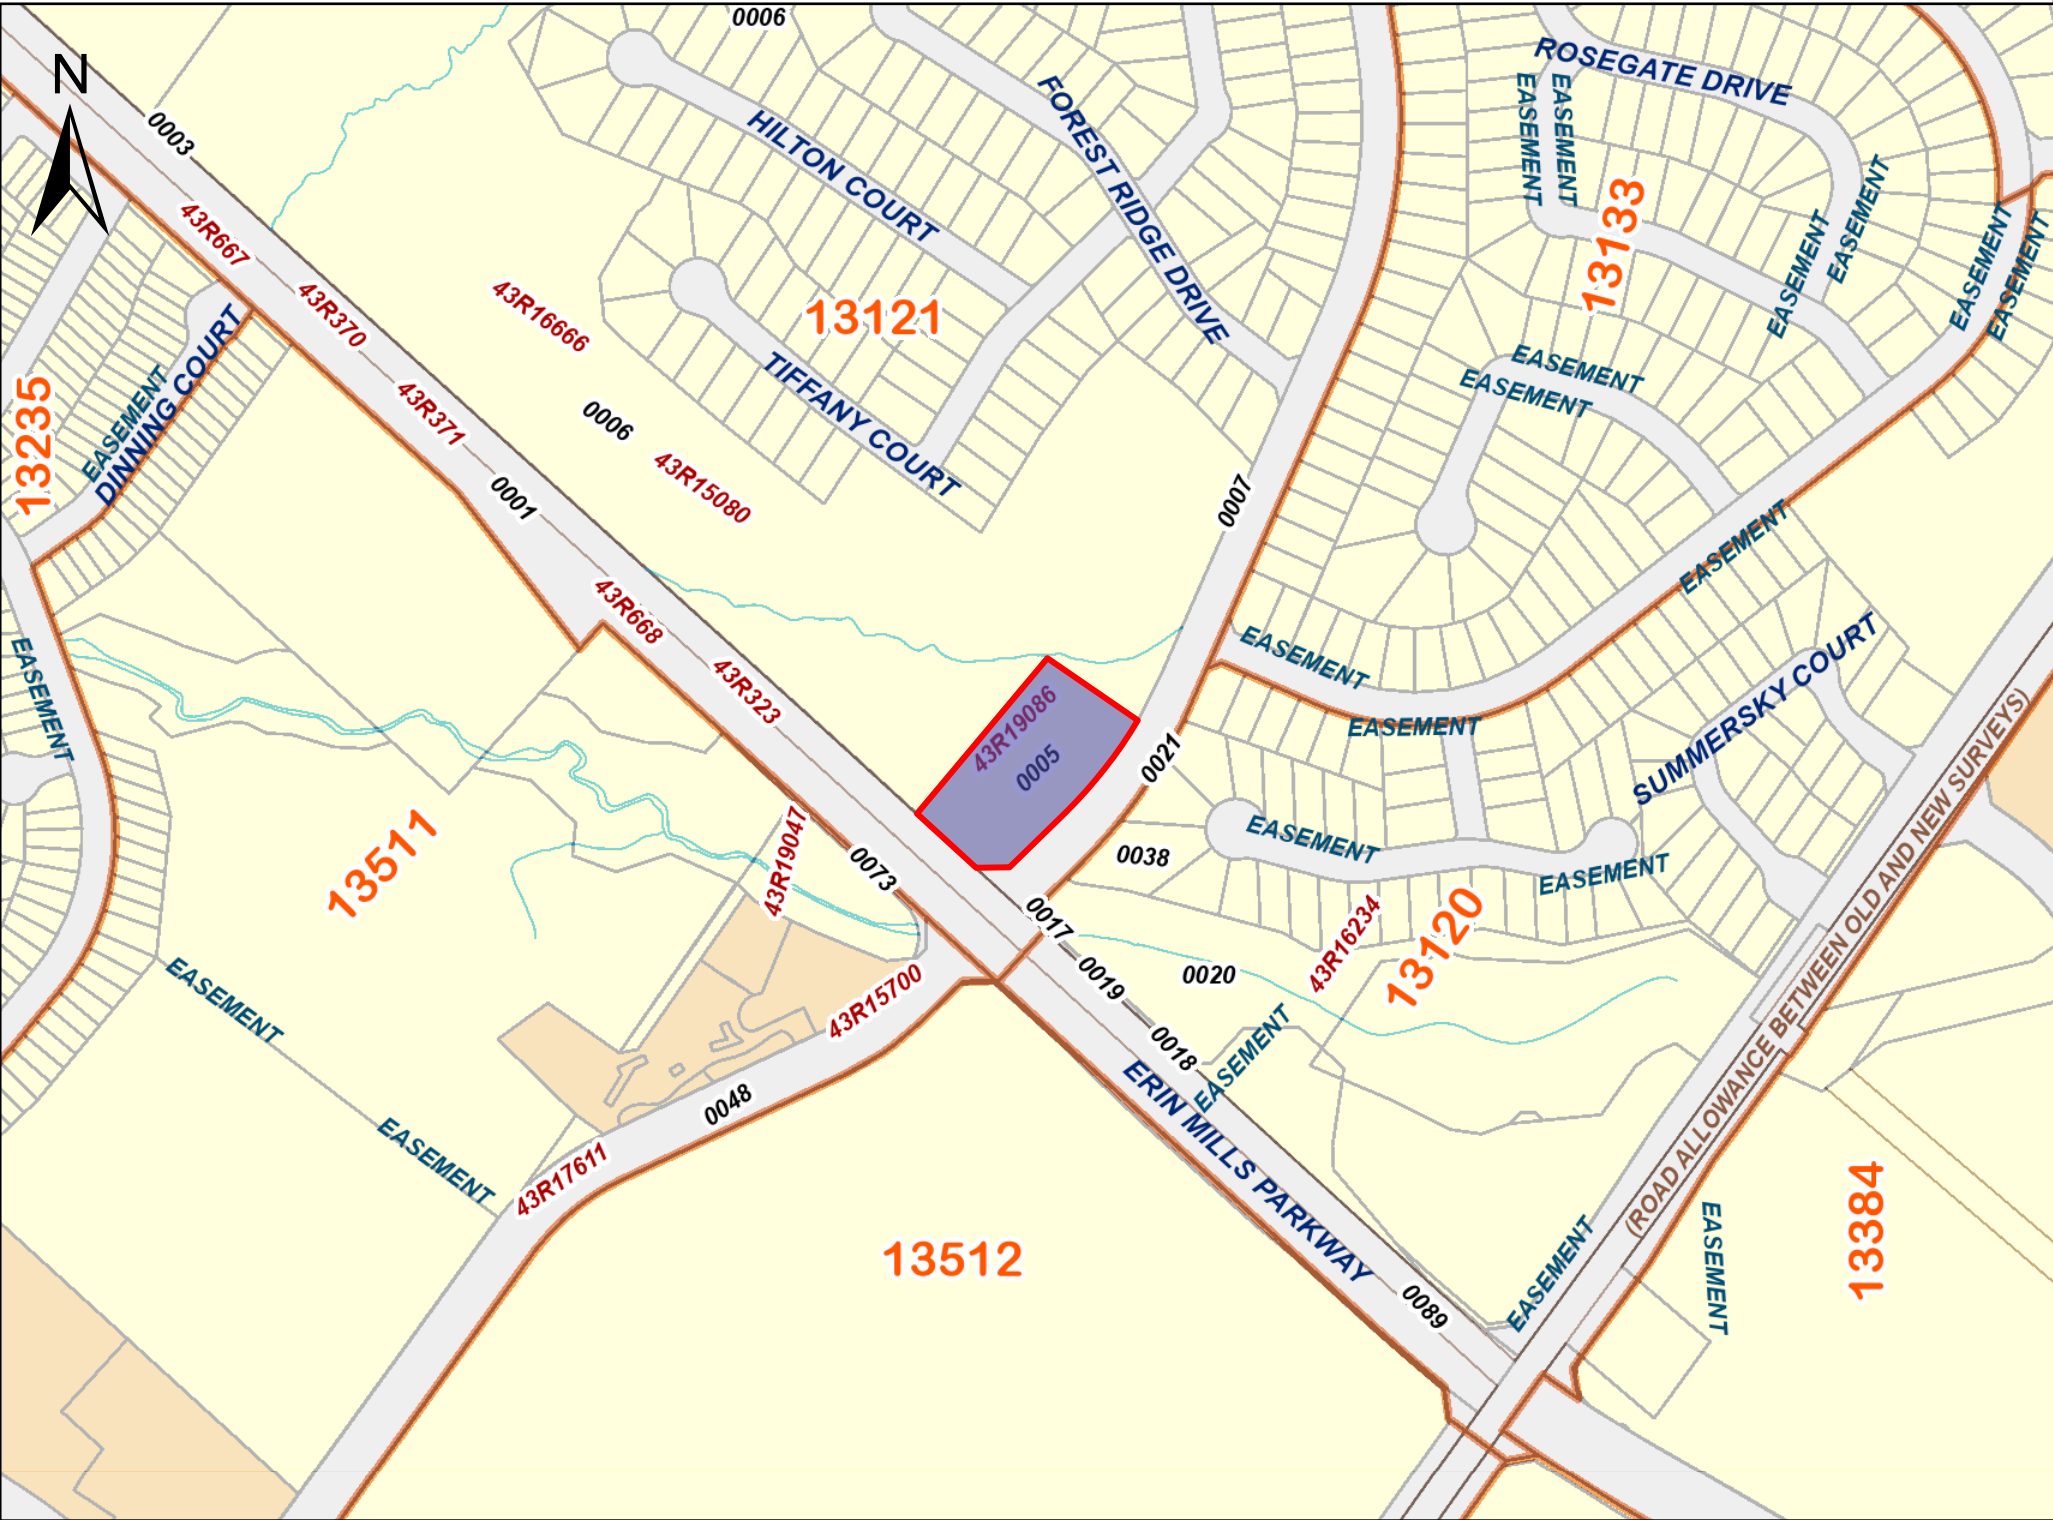 0006
N
0003
ROSEGATE DRIVE
EASEMENT
EASEMENT
FOREST RIDGE DRIVE
HILTON COURT
13133
EASEMENT
EASEMENT
EASEMENT
EASEMENT
43R667
43R370
43R16666
13121
DINNING COURT
EASEMENT
13235
43R371
0006
TIFFANY COURT
EASEMENT
EASEMENT
43R15080
0001
0007
EASEMENT
43R668
EASEMENT
EASEMENT
SUMMERSKY COURT
EASEMENT
43R323
43R19086
0005
0021
13511
43R19047
0073
0038
EASEMENT
EASEMENT
0017
43R16234
13120
0020
0019
EASEMENT
43R15700
0018
EASEMENT
(ROAD ALLOWANCE BETWEEN OLD AND NEW SURVEYS)
0048
EASEMENT
43R17611
ERIN MILLS PARKWAY
13512
EASEMENT
EASEMENT
13384
0089